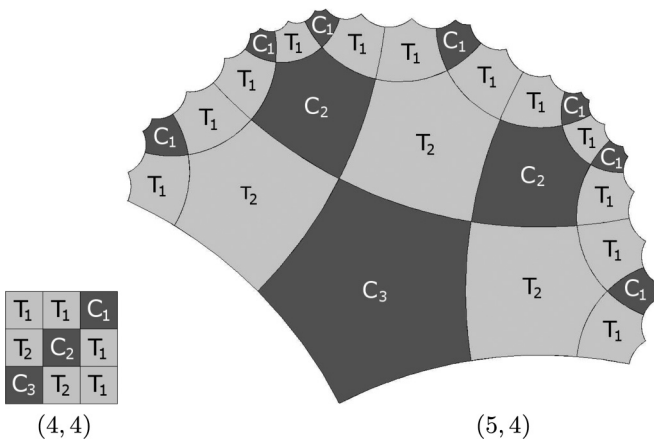 C₁ T₁ C₁ T₁ T₁ C₁
T₁ T₁ T₁ C₁
T₁ C₂ T₁
C₁ T₂ C₂ C₁
T₁ T₂ T₁
T₁
C₃ T₂ C₁
T₁
T₁ T₁ C₁
T₂ C₂ T₁
C₃ T₂ T₁
(4, 4) (5, 4)